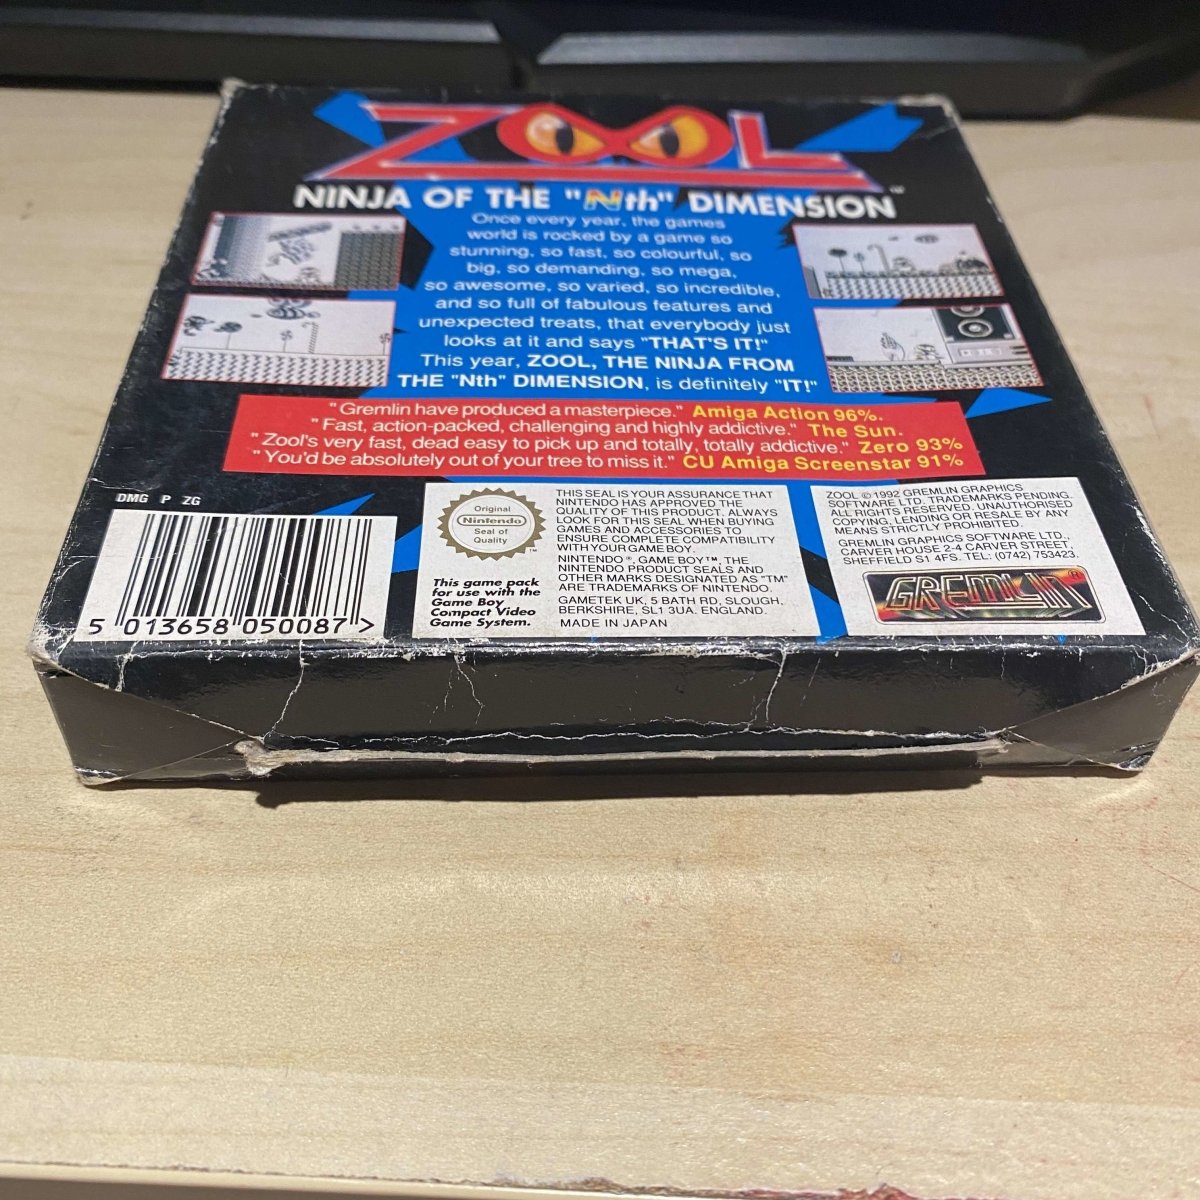 ZOOL
NINJA OF THE "Nth" DIMENSION™
Once every year, the games
world is rocked by a game so
stunning, so fast, so colourful, so
big, so demanding, so mega,
so awesome, so varied, so incredible,
and so full of fabulous features and
unexpected treats, that everybody just
looks at it and says "THAT'S IT!"
This year, ZOOL, THE NINJA FROM
THE "Nth" DIMENSION, is definitely "IT!"
"Gremlin have produced a masterpiece." Amiga Action 96%.
"Fast, action-packed, challenging and highly addictive." The Sun.
"Zool's very fast, dead easy to pick up and totally, totally addictive." Zero 93%
"You'd be absolutely out of your tree to miss it." CU Amiga Screenstar 91%
DMG P ZG
5 013658 050087 >
Original
Nintendo
Seal of
Quality
™
This game pack
for use with the
Game Boy
Compact Video
Game System.
THIS SEAL IS YOUR ASSURANCE THAT
NINTENDO HAS APPROVED THE
QUALITY OF THIS PRODUCT. ALWAYS
LOOK FOR THIS SEAL WHEN BUYING
GAMES AND ACCESSORIES TO
ENSURE COMPLETE COMPATIBILITY
WITH YOUR GAME BOY.
NINTENDO®, GAME BOY™, THE
NINTENDO PRODUCT SEALS AND
OTHER MARKS DESIGNATED AS "TM"
ARE TRADEMARKS OF NINTENDO.
GAMETEK UK, 5 BATH RD, SLOUGH,
BERKSHIRE, SL1 3UA. ENGLAND.
MADE IN JAPAN
ZOOL © 1992 GREMLIN GRAPHICS
SOFTWARE LTD. TRADEMARKS PENDING.
ALL RIGHTS RESERVED. UNAUTHORISED
COPYING, LENDING OR RESALE BY ANY
MEANS STRICTLY PROHIBITED.
GREMLIN GRAPHICS SOFTWARE LTD.,
CARVER HOUSE 2-4 CARVER STREET,
SHEFFIELD S1 4FS. TEL: (0742) 753423.
GREMLIN®